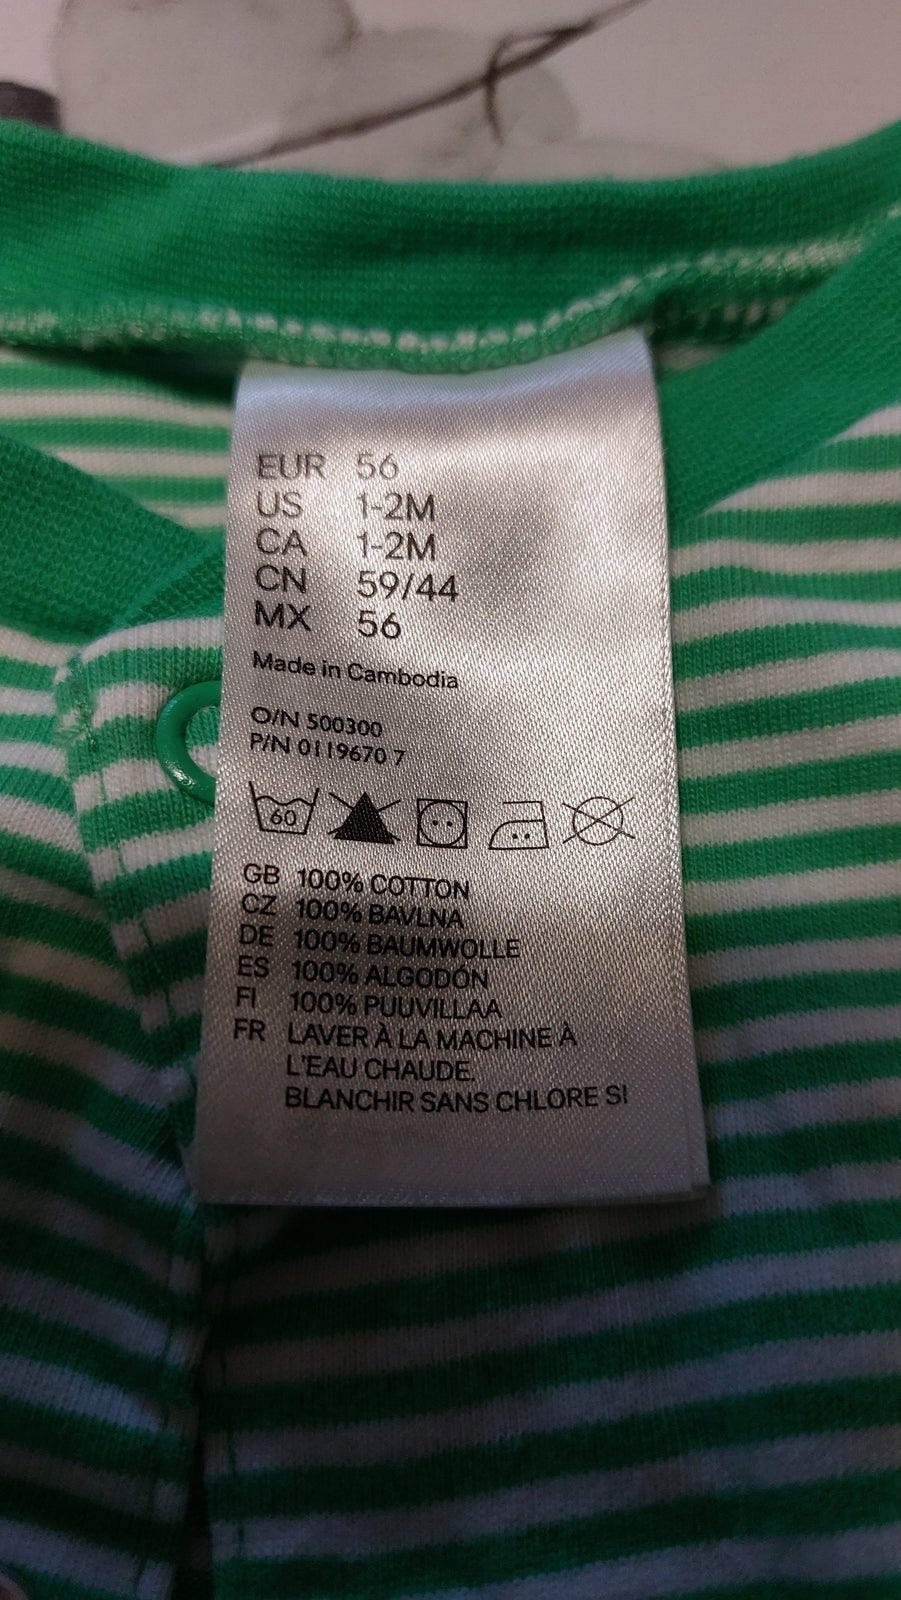 EUR 56
US 1-2M
CA 1-2M
CN 59/44
MX 56
Made in Cambodia
O/N 500300
P/N 0119670 7
60
GB 100% COTTON
CZ 100% BAVLNA
DE 100% BAUMWOLLE
ES 100% ALGODÓN
FI 100% PUUVILLAA
FR LAVER À LA MACHINE À
L'EAU CHAUDE.
BLANCHIR SANS CHLORE SI